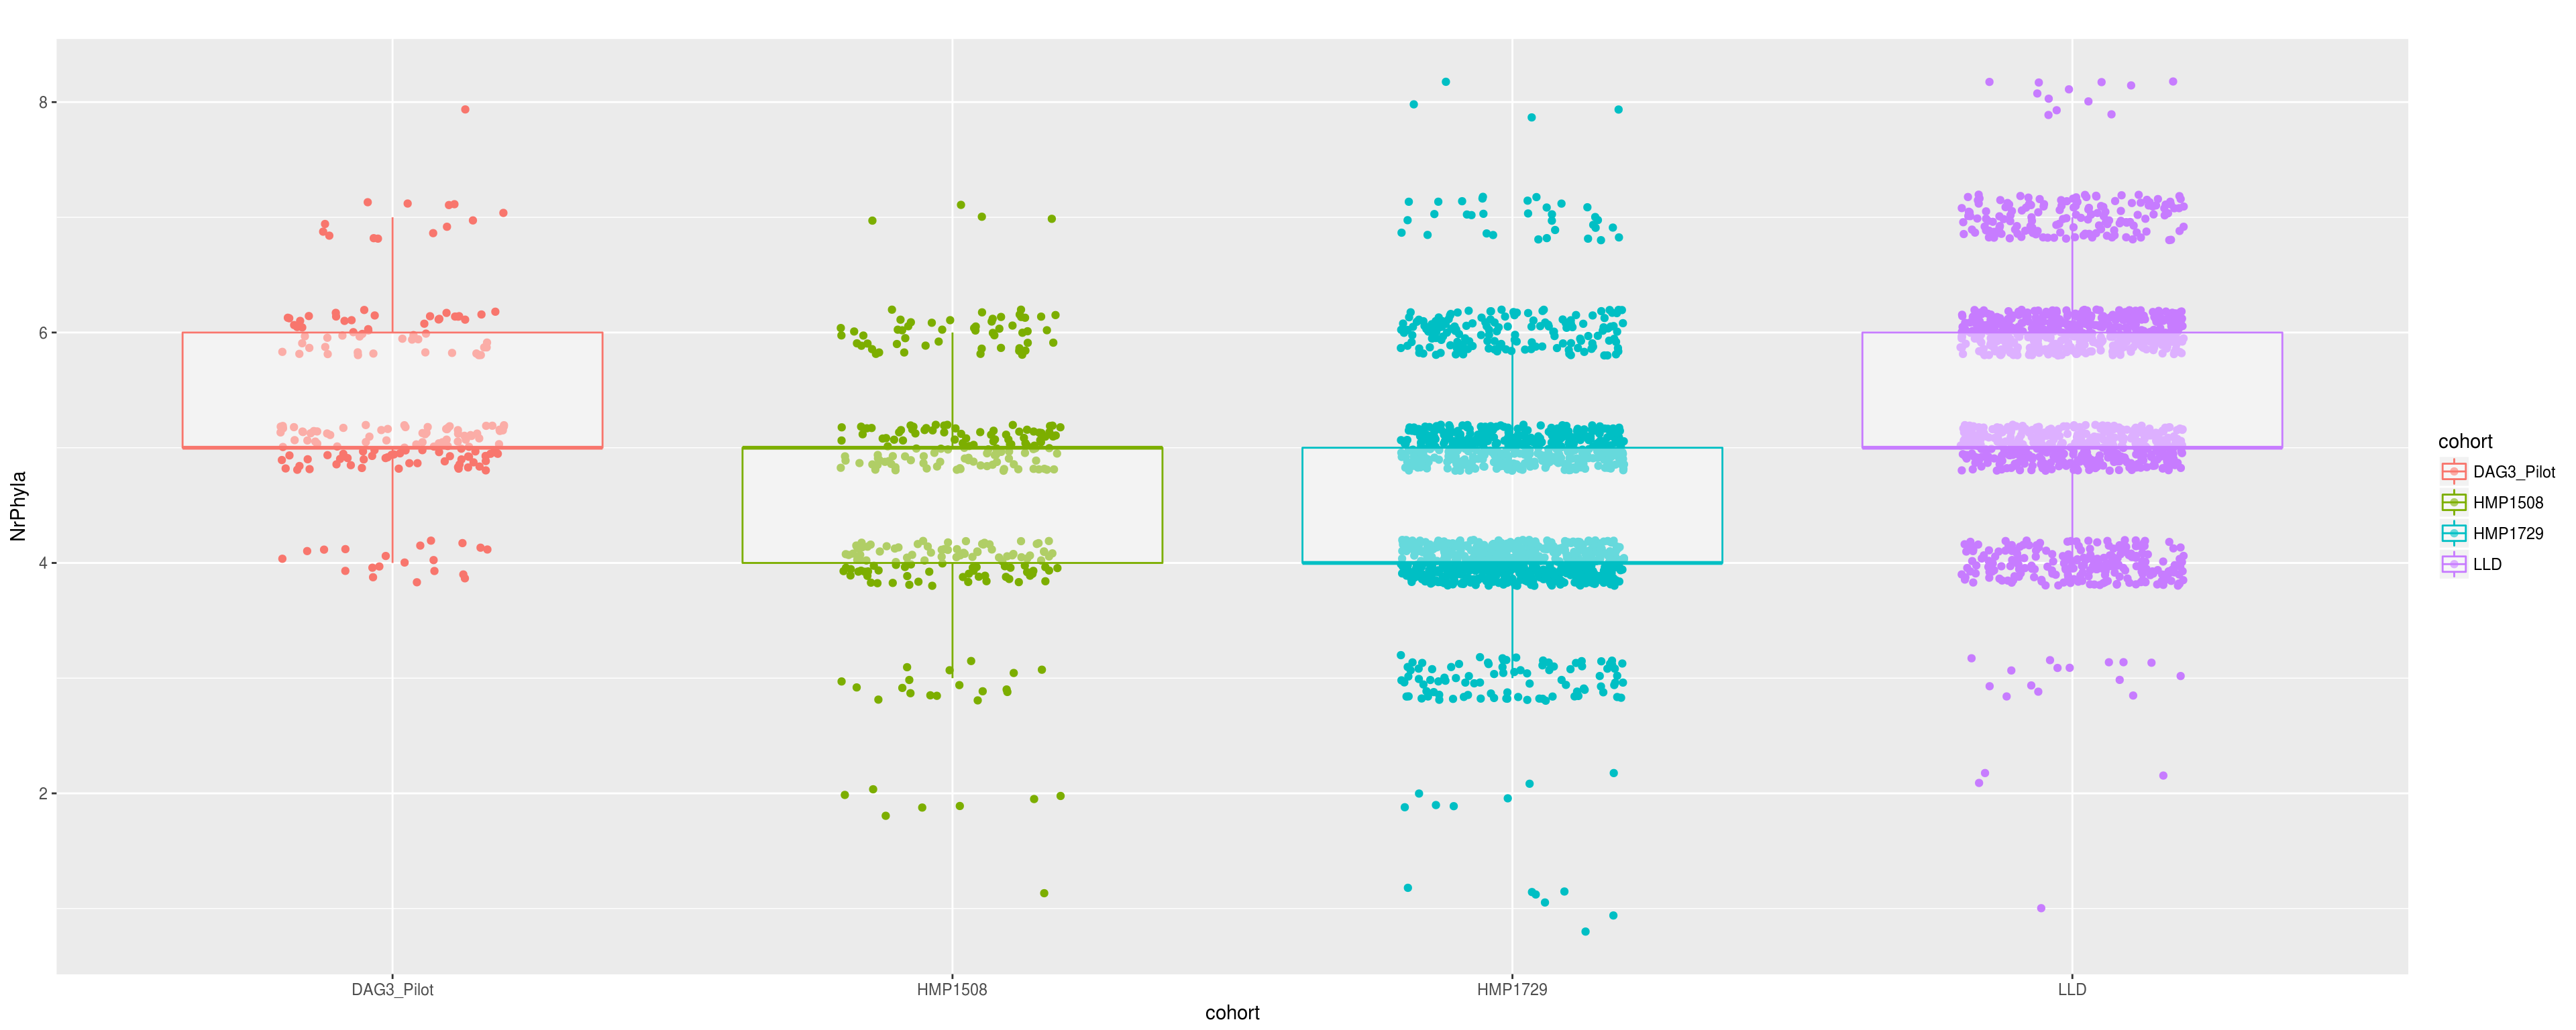 8
6
4
2
NrPhyla
DAG3_Pilot
HMP1508
HMP1729
LLD
cohort
cohort
DAG3_Pilot
HMP1508
HMP1729
LLD